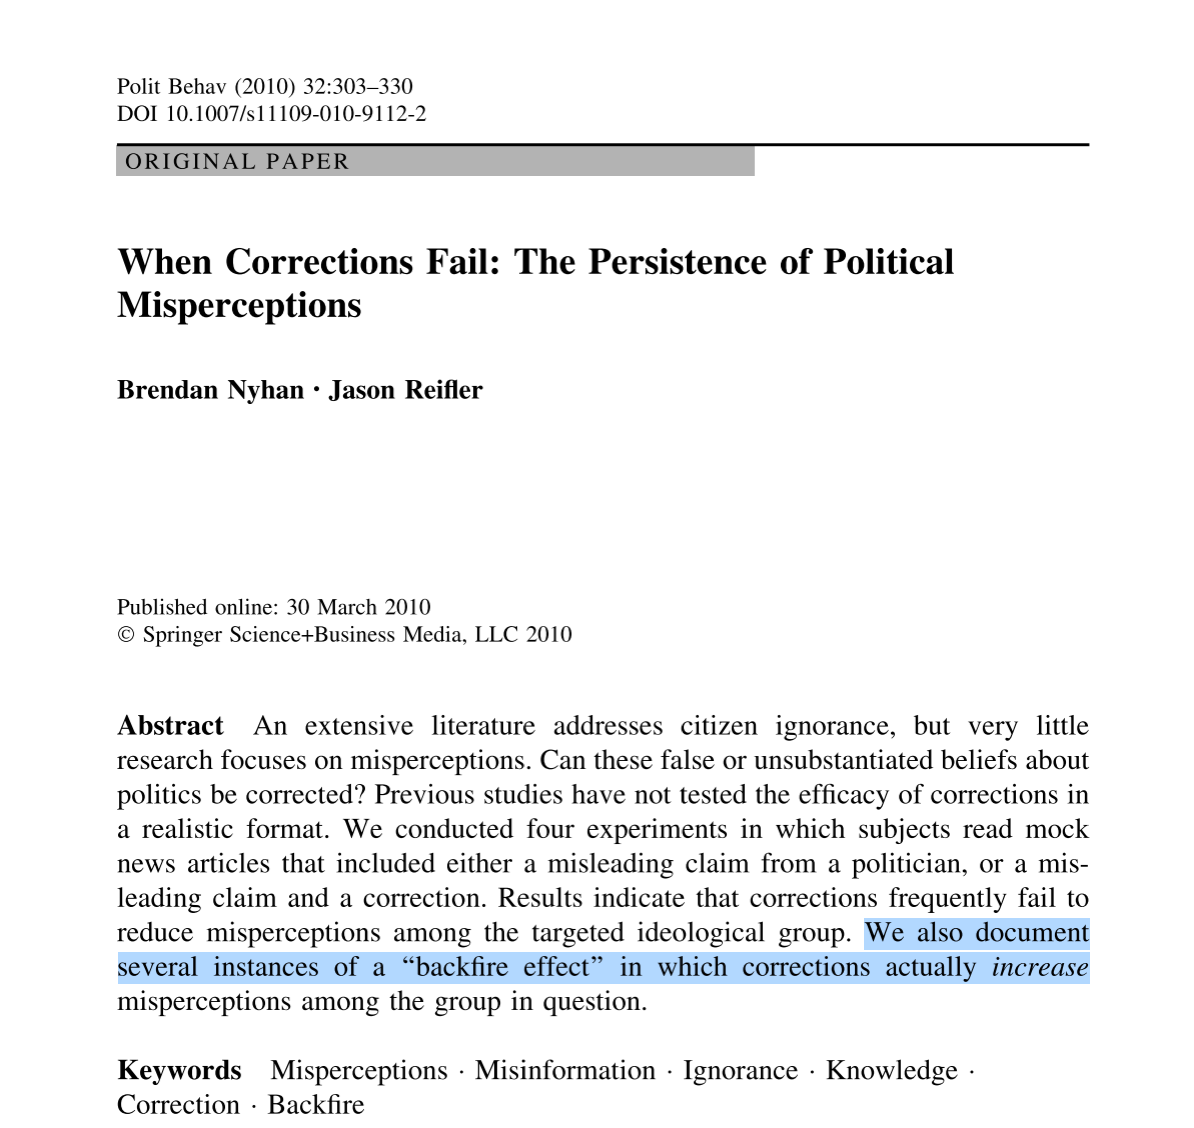 Polit Behav (2010) 32:303–330
DOI 10.1007/s11109-010-9112-2
ORIGINAL PAPER
When Corrections Fail: The Persistence of Political
Misperceptions
Brendan Nyhan · Jason Reifler
Published online: 30 March 2010
© Springer Science+Business Media, LLC 2010
Abstract An extensive literature addresses citizen ignorance, but very little
research focuses on misperceptions. Can these false or unsubstantiated beliefs about
politics be corrected? Previous studies have not tested the efficacy of corrections in
a realistic format. We conducted four experiments in which subjects read mock
news articles that included either a misleading claim from a politician, or a mis-
leading claim and a correction. Results indicate that corrections frequently fail to
reduce misperceptions among the targeted ideological group. We also document
several instances of a “backfire effect” in which corrections actually increase
misperceptions among the group in question.
Keywords Misperceptions · Misinformation · Ignorance · Knowledge ·
Correction · Backfire